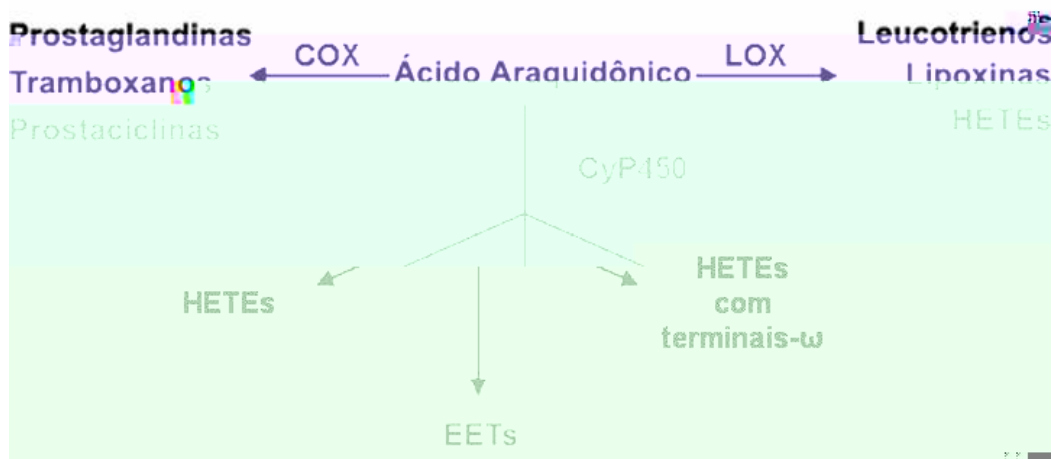 Prostaglandinas
Leucotrienos
COX
LOX
Tramboxanos
Ácido Araquidônico
Lipoxinas
Prostaciclinas
HETEs
CyP450
HETEs
HETEs
com
terminais-ω
EETs